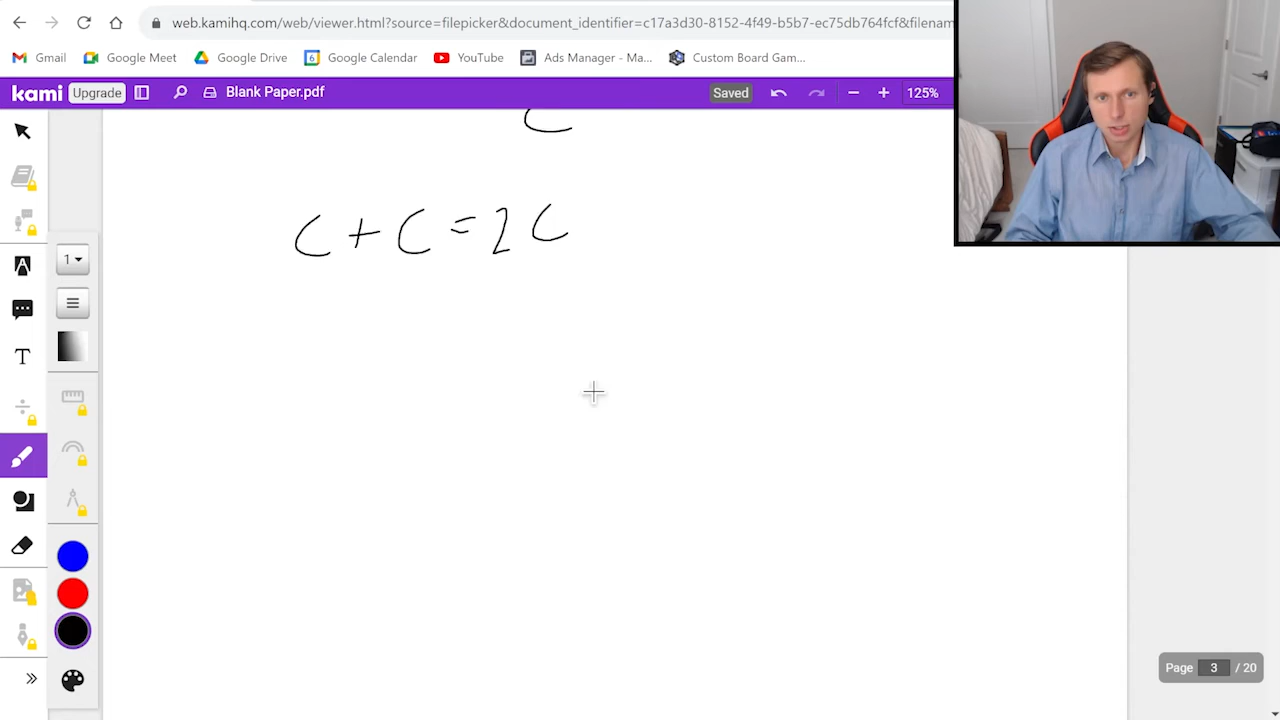 web.kamihq.com/web/viewer.html?source=filepicker&document_identifier=c17a3d30-8152-4f49-b5b7-ec75db764fcf&filenam
Gmail Google Meet Google Drive 6 Google Calendar YouTube Ads Manager - Ma... Custom Board Gam...
kami Upgrade Blank Paper.pdf Saved 125%
C
C + C = 2 C
1
T
Page 3 / 20